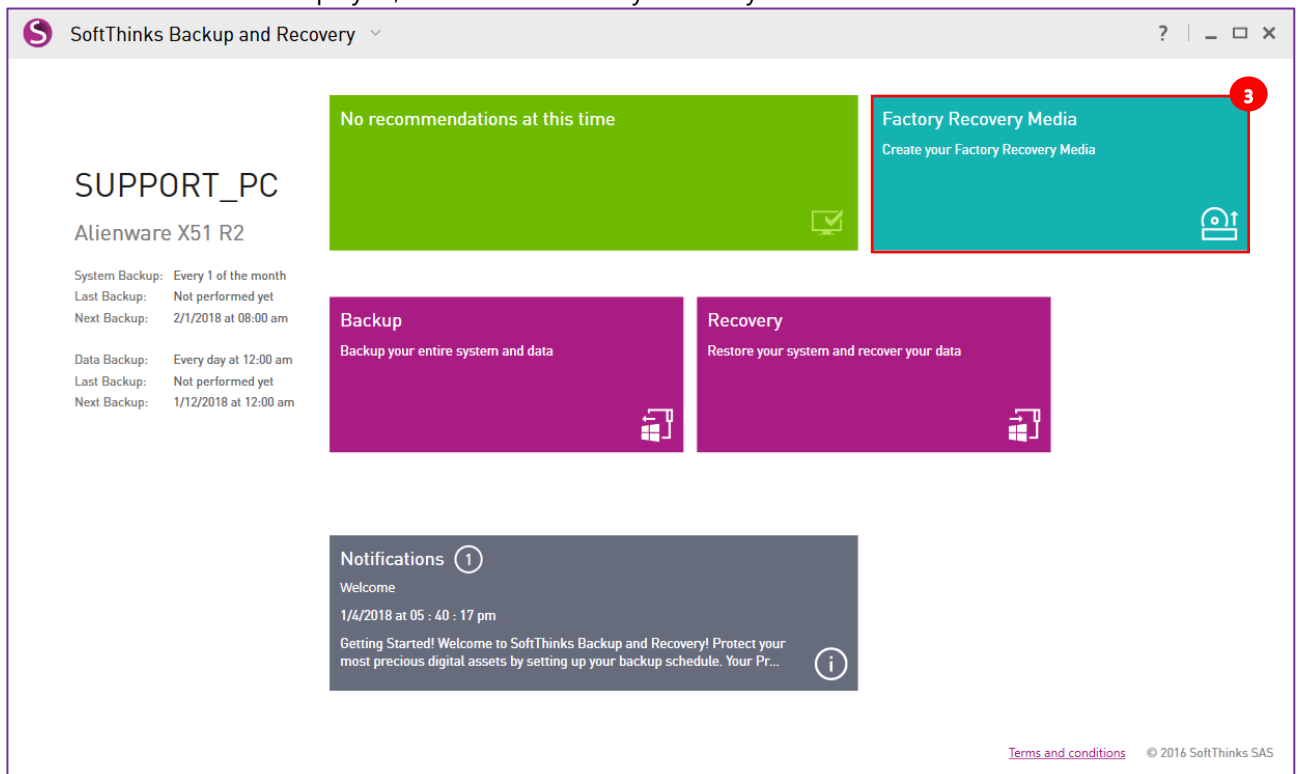 SoftThinks Backup and Recovery
?
3
No recommendations at this time
Factory Recovery Media
Create your Factory Recovery Media
SUPPORT_PC
Alienware X51 R2
System Backup: Every 1 of the month
Last Backup: Not performed yet
Next Backup: 2/1/2018 at 08:00 am
Data Backup: Every day at 12:00 am
Last Backup: Not performed yet
Next Backup: 1/12/2018 at 12:00 am
Backup
Backup your entire system and data
Recovery
Restore your system and recover your data
Notifications 1
Welcome
1/4/2018 at 05 : 40 : 17 pm
Getting Started! Welcome to SoftThinks Backup and Recovery! Protect your
most precious digital assets by setting up your backup schedule. Your Pr...
Terms and conditions © 2016 SoftThinks SAS